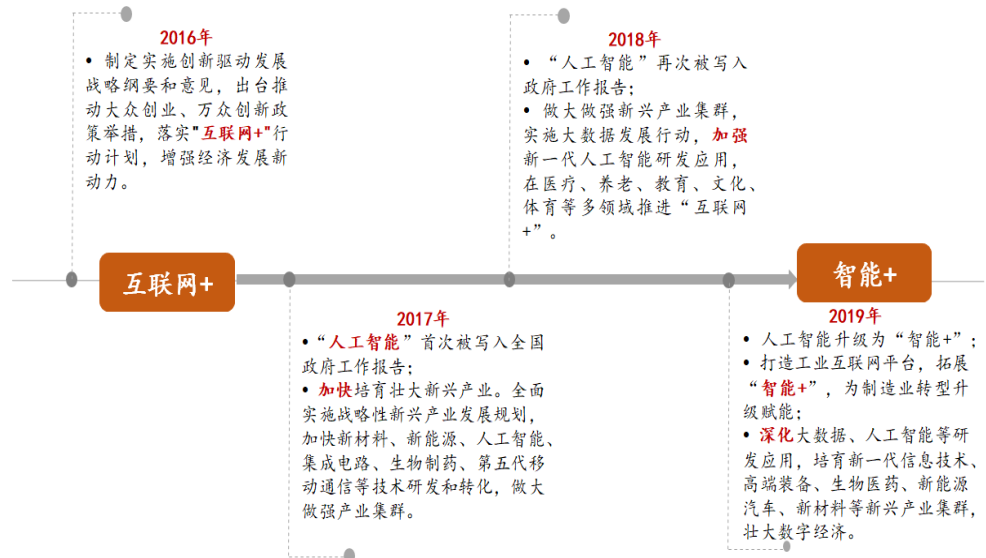 2016年
• 制定实施创新驱动发展
战略纲要和意见，出台推
动大众创业、万众创新政
策举措，落实"互联网+"行
动计划，增强经济发展新
动力。
2018年
• “人工智能”再次被写入
政府工作报告；
• 做大做强新兴产业集群，
实施大数据发展行动，加强
新一代人工智能研发应用，
在医疗、养老、教育、文化、
体育等多领域推进“互联网
+”。
互联网+
智能+
2017年
•“人工智能”首次被写入全国
政府工作报告；
• 加快培育壮大新兴产业。全面
实施战略性新兴产业发展规划，
加快新材料、新能源、人工智能、
集成电路、生物制药、第五代移
动通信等技术研发和转化，做大
做强产业集群。
2019年
• 人工智能升级为“智能+”；
• 打造工业互联网平台，拓展
“智能+”，为制造业转型升
级赋能；
• 深化大数据、人工智能等研
发应用，培育新一代信息技术、
高端装备、生物医药、新能源
汽车、新材料等新兴产业集群，
壮大数字经济。